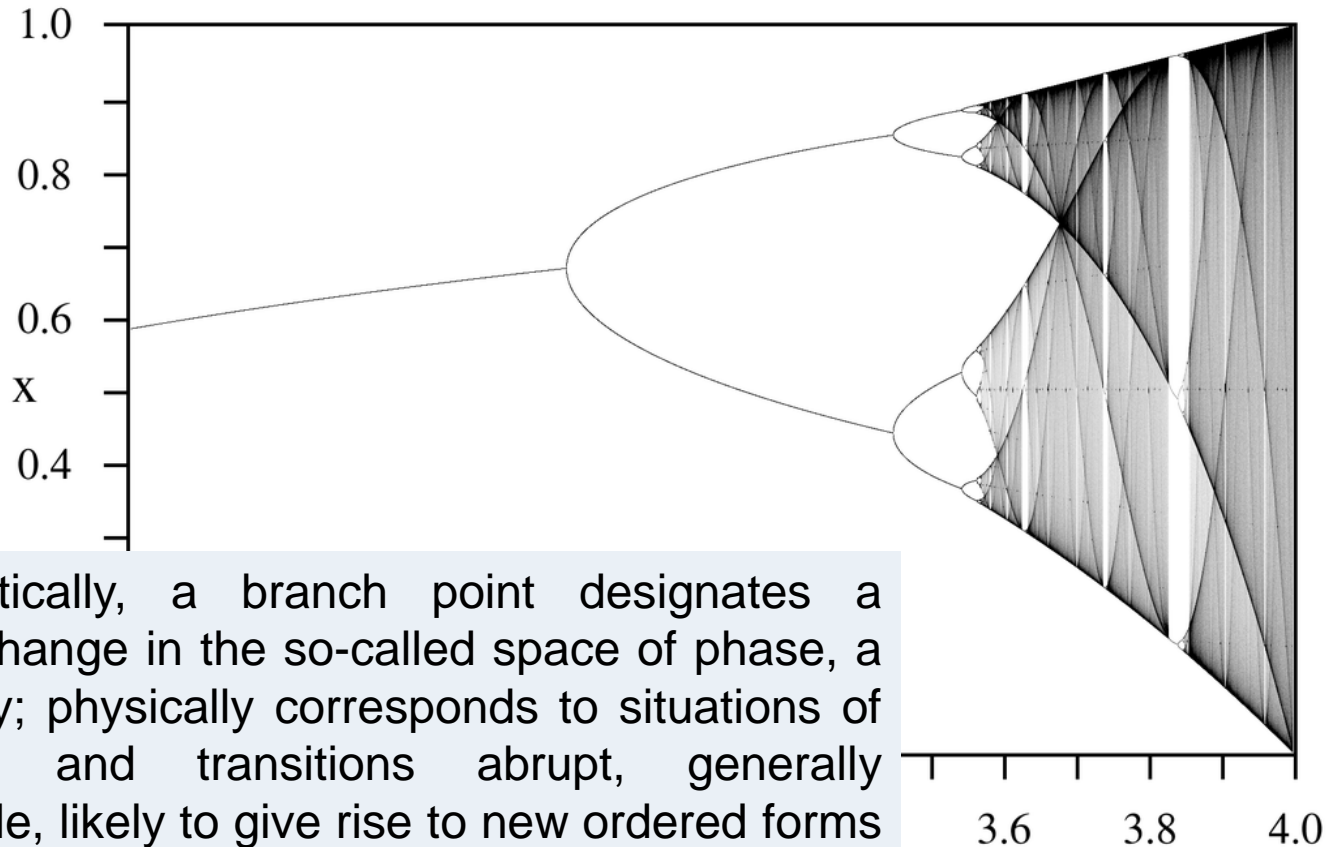 1.0
0.8
0.6
x
0.4
tically, a branch point designates a
hange in the so-called space of phase, a
y; physically corresponds to situations of
and transitions abrupt, generally
le, likely to give rise to new ordered forms
3.6 3.8 4.0